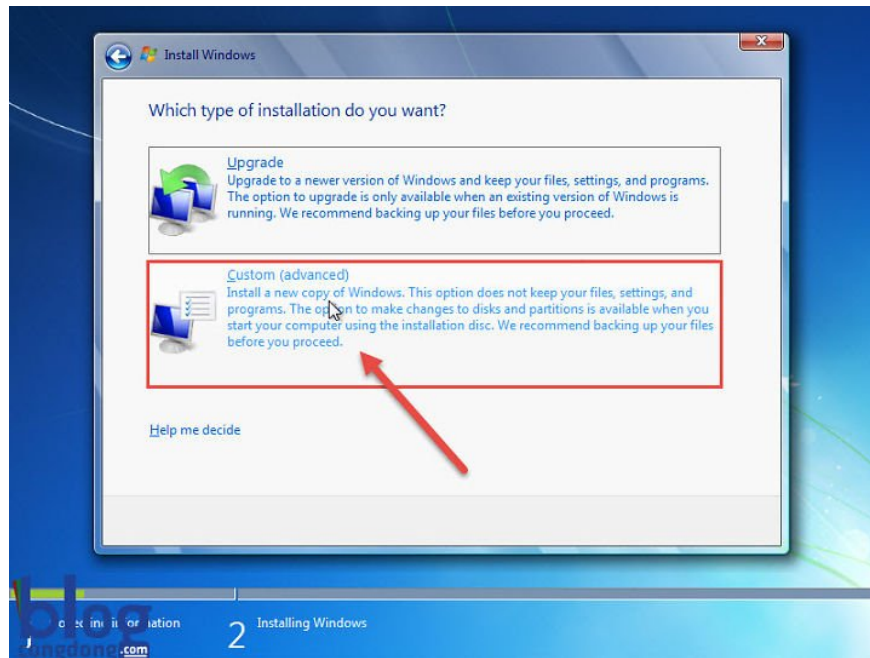 Install Windows
Which type of installation do you want?
Upgrade
Upgrade to a newer version of Windows and keep your files, settings, and programs.
The option to upgrade is only available when an existing version of Windows is
running. We recommend backing up your files before you proceed.
Custom (advanced)
Install a new copy of Windows. This option does not keep your files, settings, and
programs. The option to make changes to disks and partitions is available when you
start your computer using the installation disc. We recommend backing up your files
before you proceed.
Help me decide
information
2 Installing Windows
blog
congdong.com